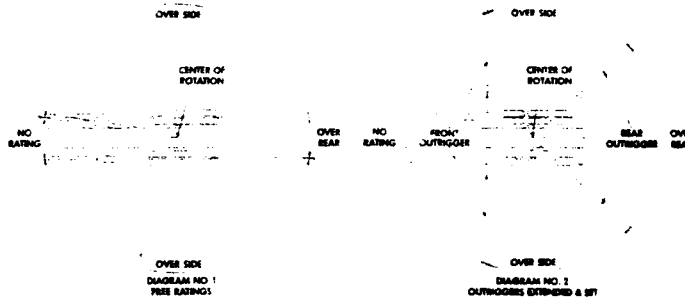 OVER SIDE
CENTER OF
ROTATION
NO
RATING
OVER
REAR
OVER SIDE
DIAGRAM NO. 1
FREE RATINGS
OVER SIDE
CENTER OF
ROTATION
NO
RATING
FRONT
OUTRIGGER
REAR
OUTRIGGER
OVER SIDE
DIAGRAM NO. 2
OUTRIGGERS EXTENDED & SET